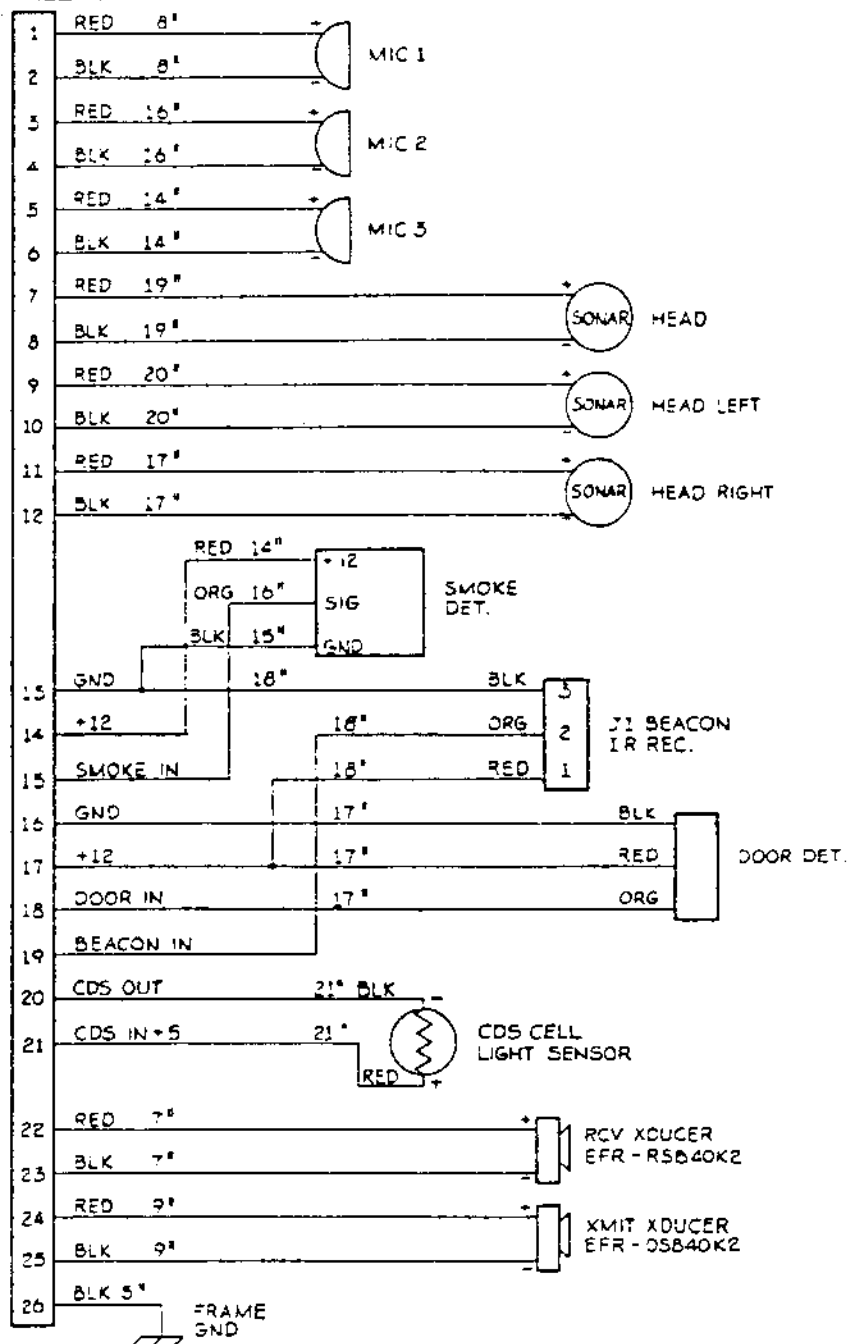 1 RED 8" +
MIC 1
2 BLK 8" -
3 RED 16" +
MIC 2
4 BLK 16" -
5 RED 14" +
MIC 3
6 BLK 14" -
7 RED 19" +
SONAR HEAD
8 BLK 19" -
9 RED 20" +
SONAR HEAD LEFT
10 BLK 20" -
11 RED 17" +
SONAR HEAD RIGHT
12 BLK 17"
RED 14" +12
ORG 16" SIG
BLK 15" GND
SMOKE
DET.
13 GND 18" BLK 3
14 +12 18" ORG 2
15 SMOKE IN 18" RED 1
J1 BEACON
IR REC.
16 GND 17" BLK
17 +12 17" RED
DOOR DET.
18 DOOR IN 17" ORG
19 BEACON IN
20 CDS OUT 21" BLK -
21 CDS IN +5 21"
RED +
CDS CELL
LIGHT SENSOR
22 RED 7" +
23 BLK 7" -
RCV XDUCER
EFR-RSB40K2
24 RED 9" +
25 BLK 9" -
XMIT XDUCER
EFR-OSB40K2
26 BLK 5"
FRAME
GND